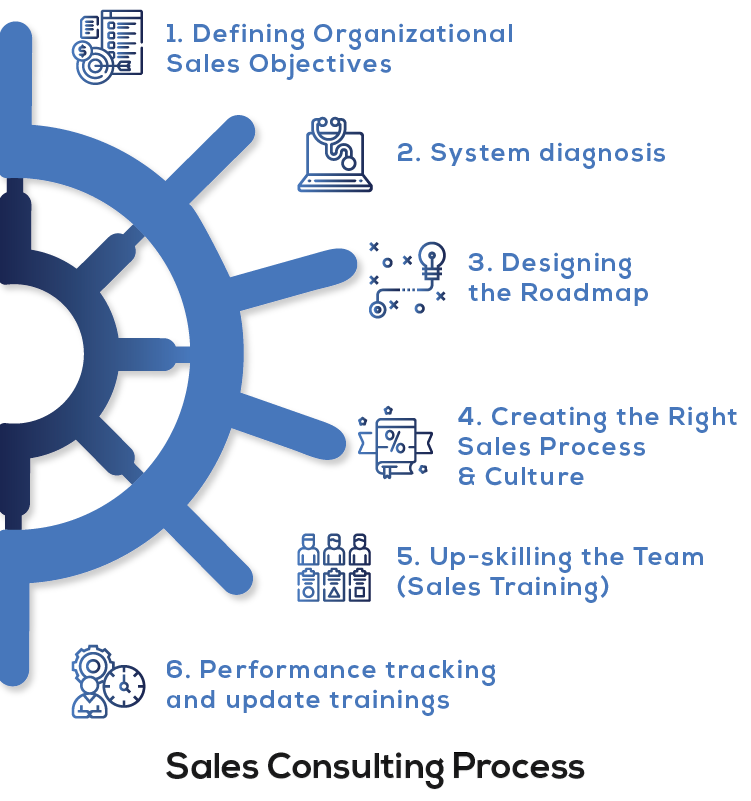 1. Defining Organizational
Sales Objectives
2. System diagnosis
3. Designing
the Roadmap
4. Creating the Right
Sales Process
& Culture
5. Up-skilling the Team
(Sales Training)
6. Performance tracking
and update trainings
Sales Consulting Process